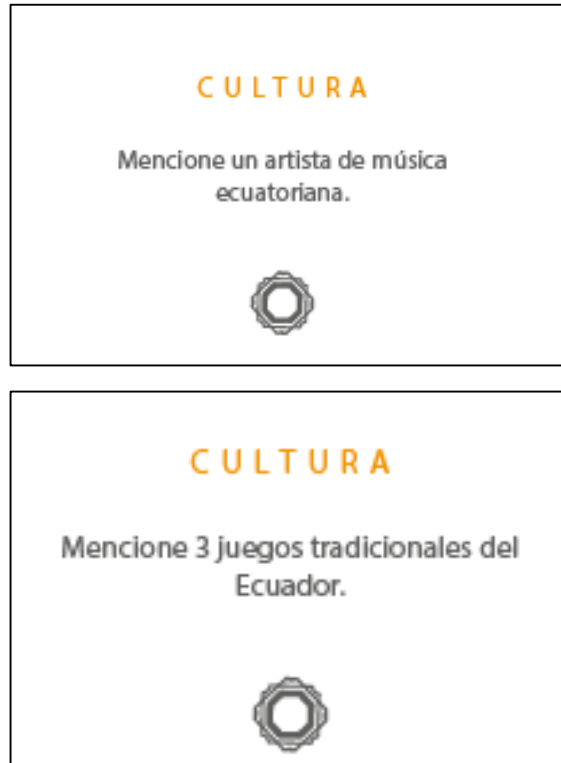 CULTURA
Mencione un artista de música
ecuatoriana.
CULTURA
Mencione 3 juegos tradicionales del
Ecuador.